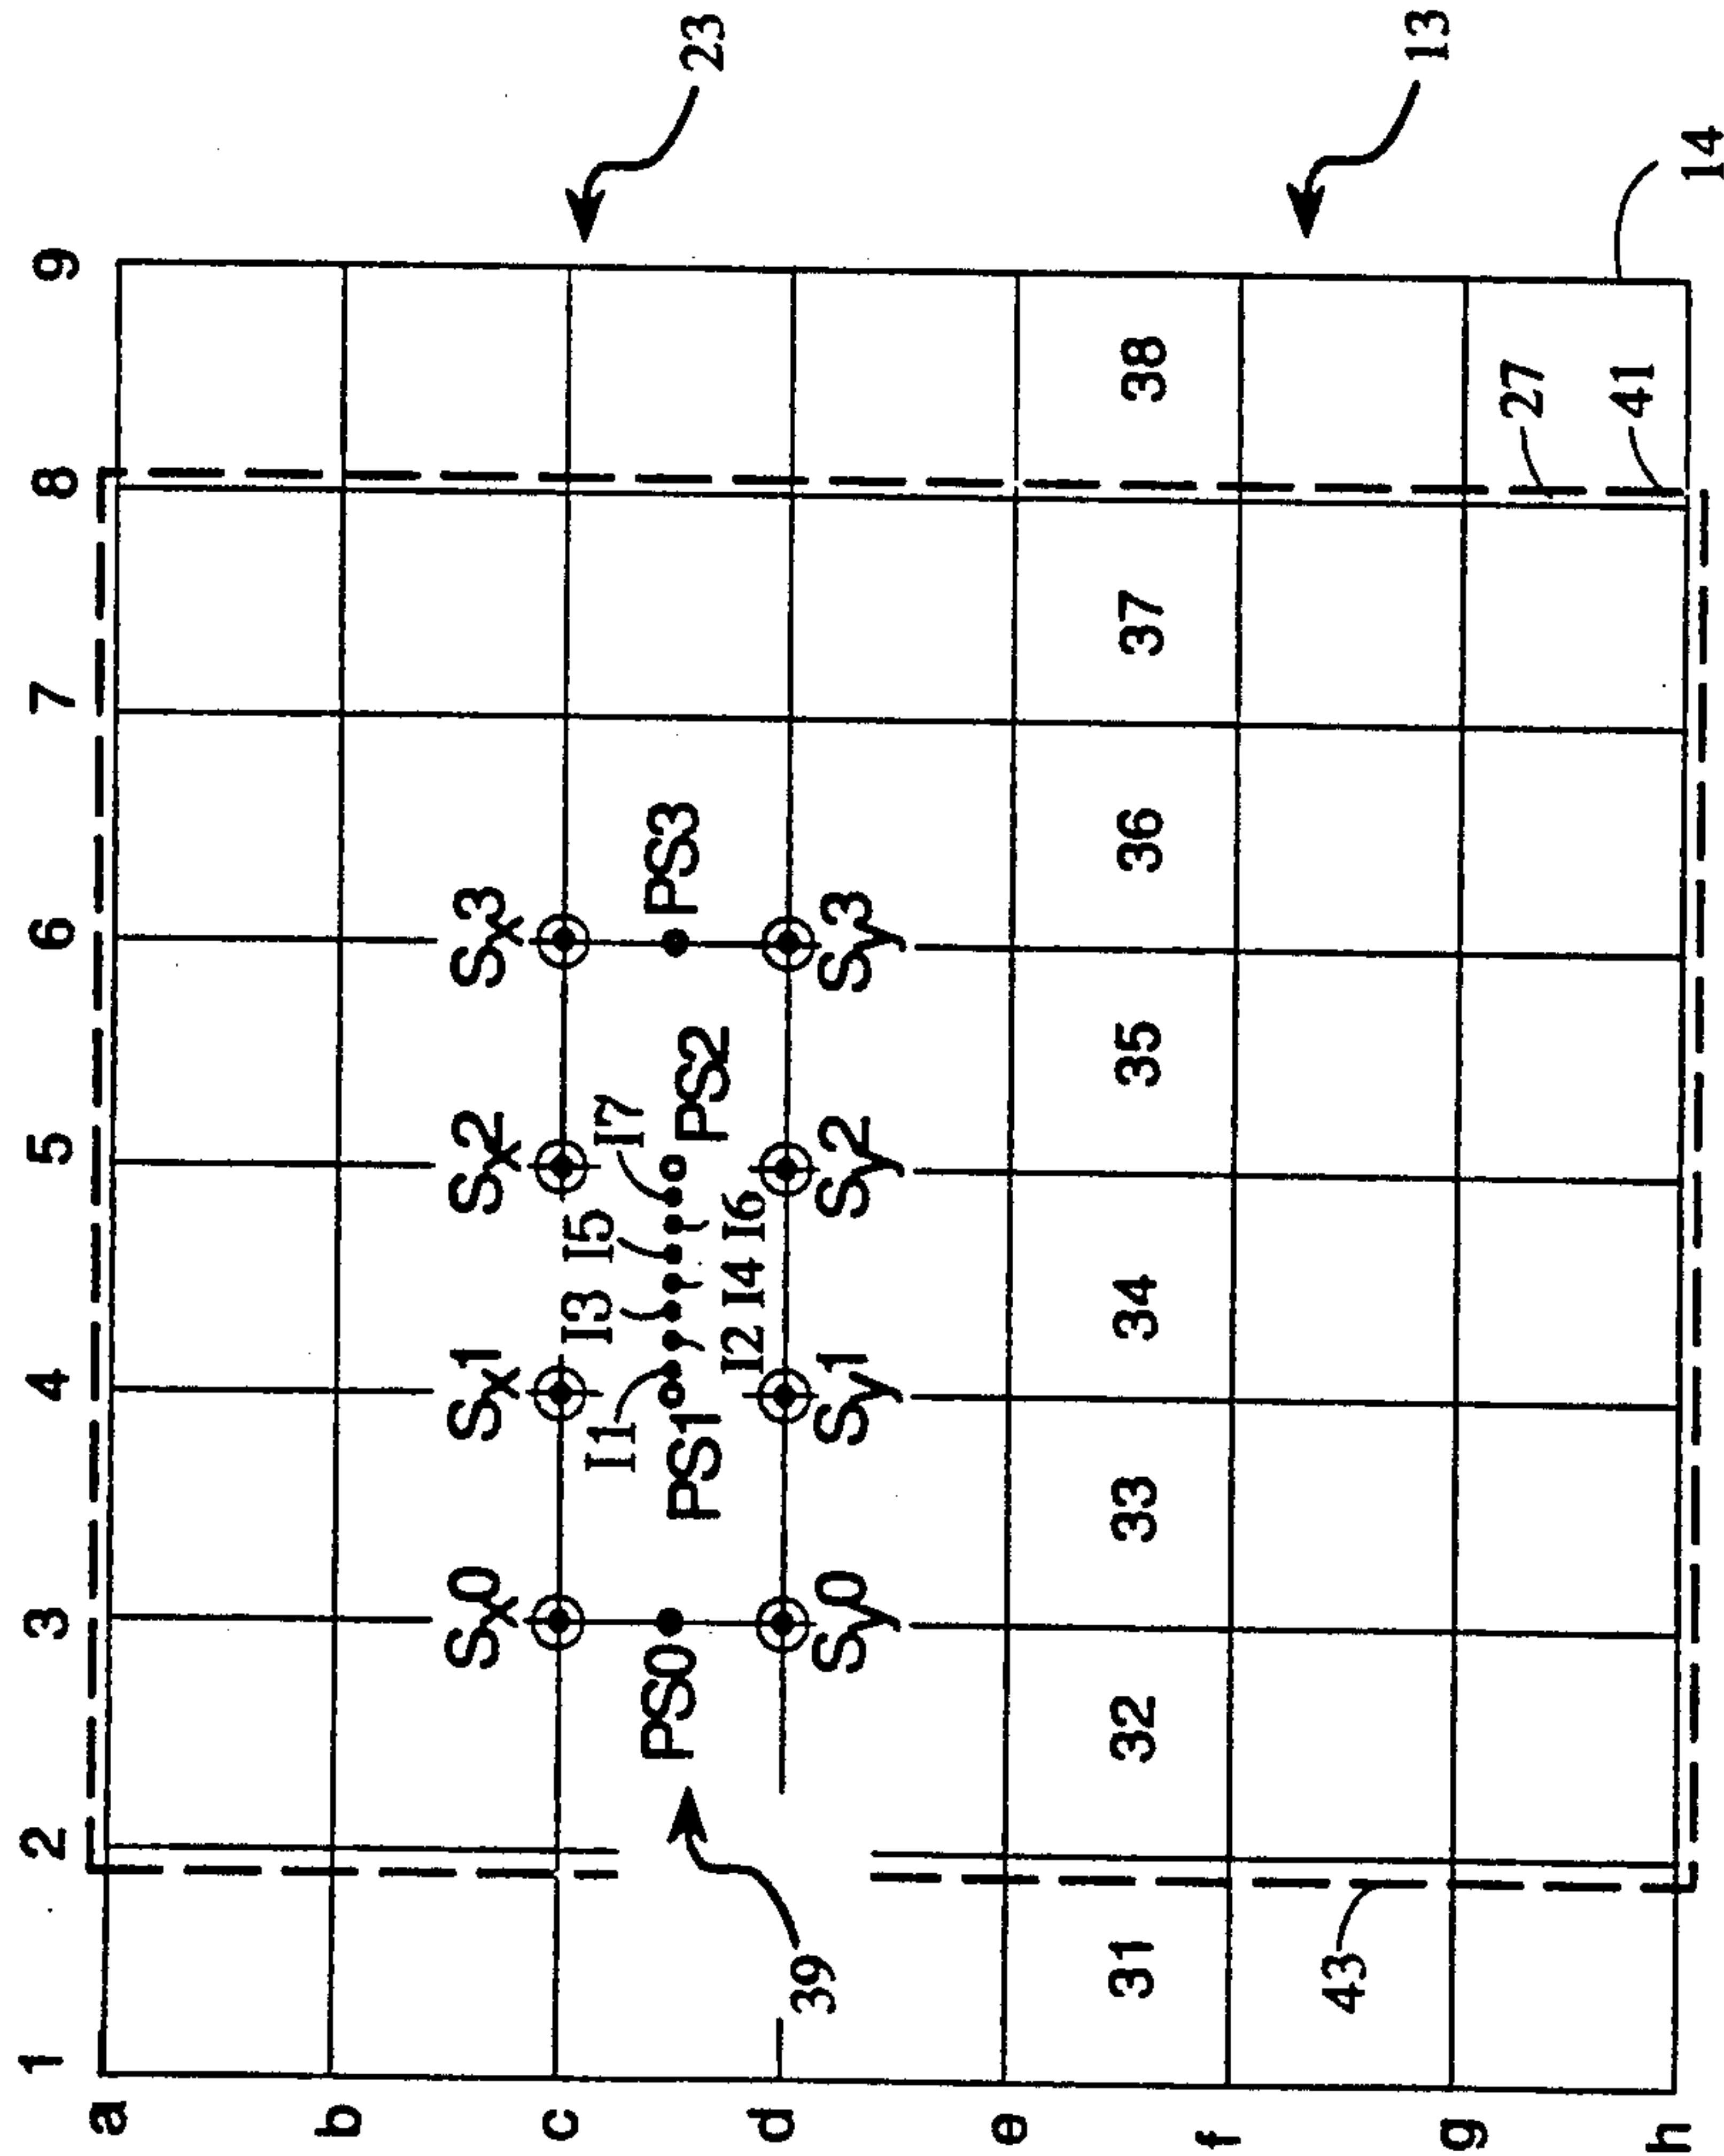 1 2 3 4 5 6 7 8 9
a
b
Sx0 Sx1 Sx2 Sx3
c
I1 I3 I5 I7
PS0 PS1 PS2 PS3
23
I2 I4 I6
d
39
Sy0 Sy1 Sy2 Sy3
e
31 32 33 34 35 36 37 38
f
43
13
g
27
41
h
14